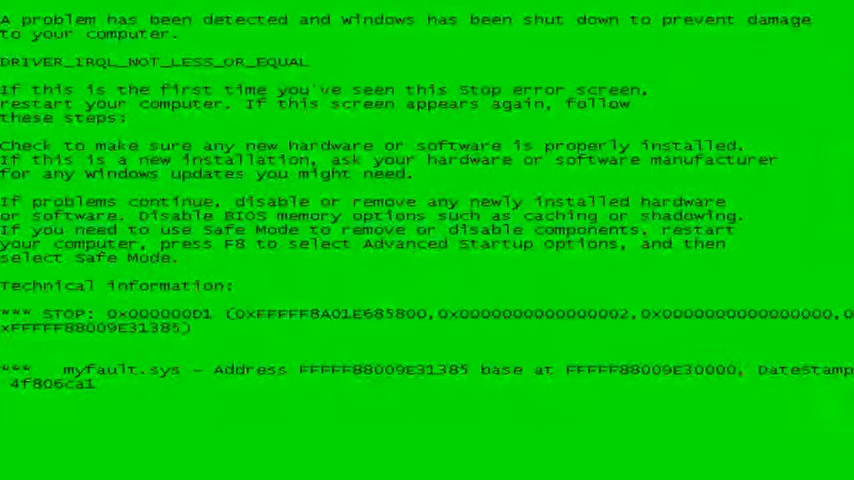 A problem has been detected and Windows has been shut down to prevent damage
to your computer.
DRIVER_IRQL_NOT_LESS_OR_EQUAL
If this is the first time you've seen this Stop error screen,
restart your computer. If this screen appears again, follow
these steps:
Check to make sure any new hardware or software is properly installed.
If this is a new installation, ask your hardware or software manufacturer
for any Windows updates you might need.
If problems continue, disable or remove any newly installed hardware
or software. Disable BIOS memory options such as caching or shadowing.
If you need to use Safe Mode to remove or disable components, restart
your computer, press F8 to select Advanced Startup Options, and then
select Safe Mode.
Technical information:
*** STOP: 0x000000D1 (0xFFFFF8A01E685800,0x0000000000000002,0x0000000000000000,0
xFFFFF88009E31385)
*** myfault.sys - Address FFFFF88009E31385 base at FFFFF88009E30000, DateStamp
4f806ca1